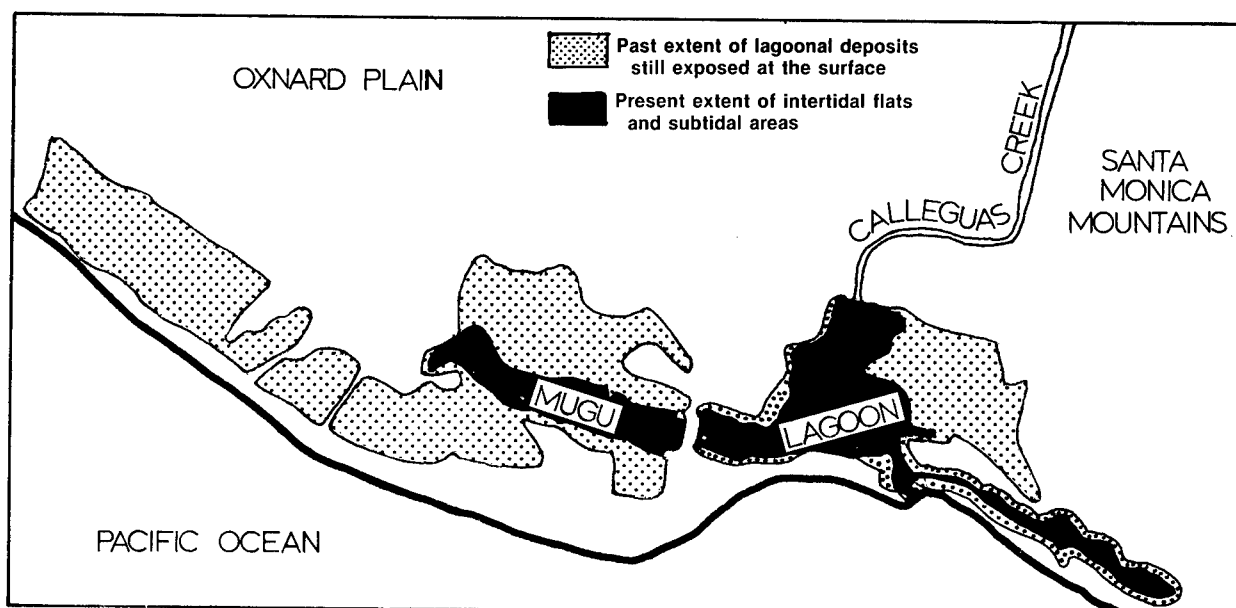 OXNARD PLAIN
Past extent of lagoonal deposits
still exposed at the surface
Present extent of intertidal flats
and subtidal areas
CALLEGUAS CREEK
SANTA
MONICA
MOUNTAINS
MUGU LAGOON
PACIFIC OCEAN